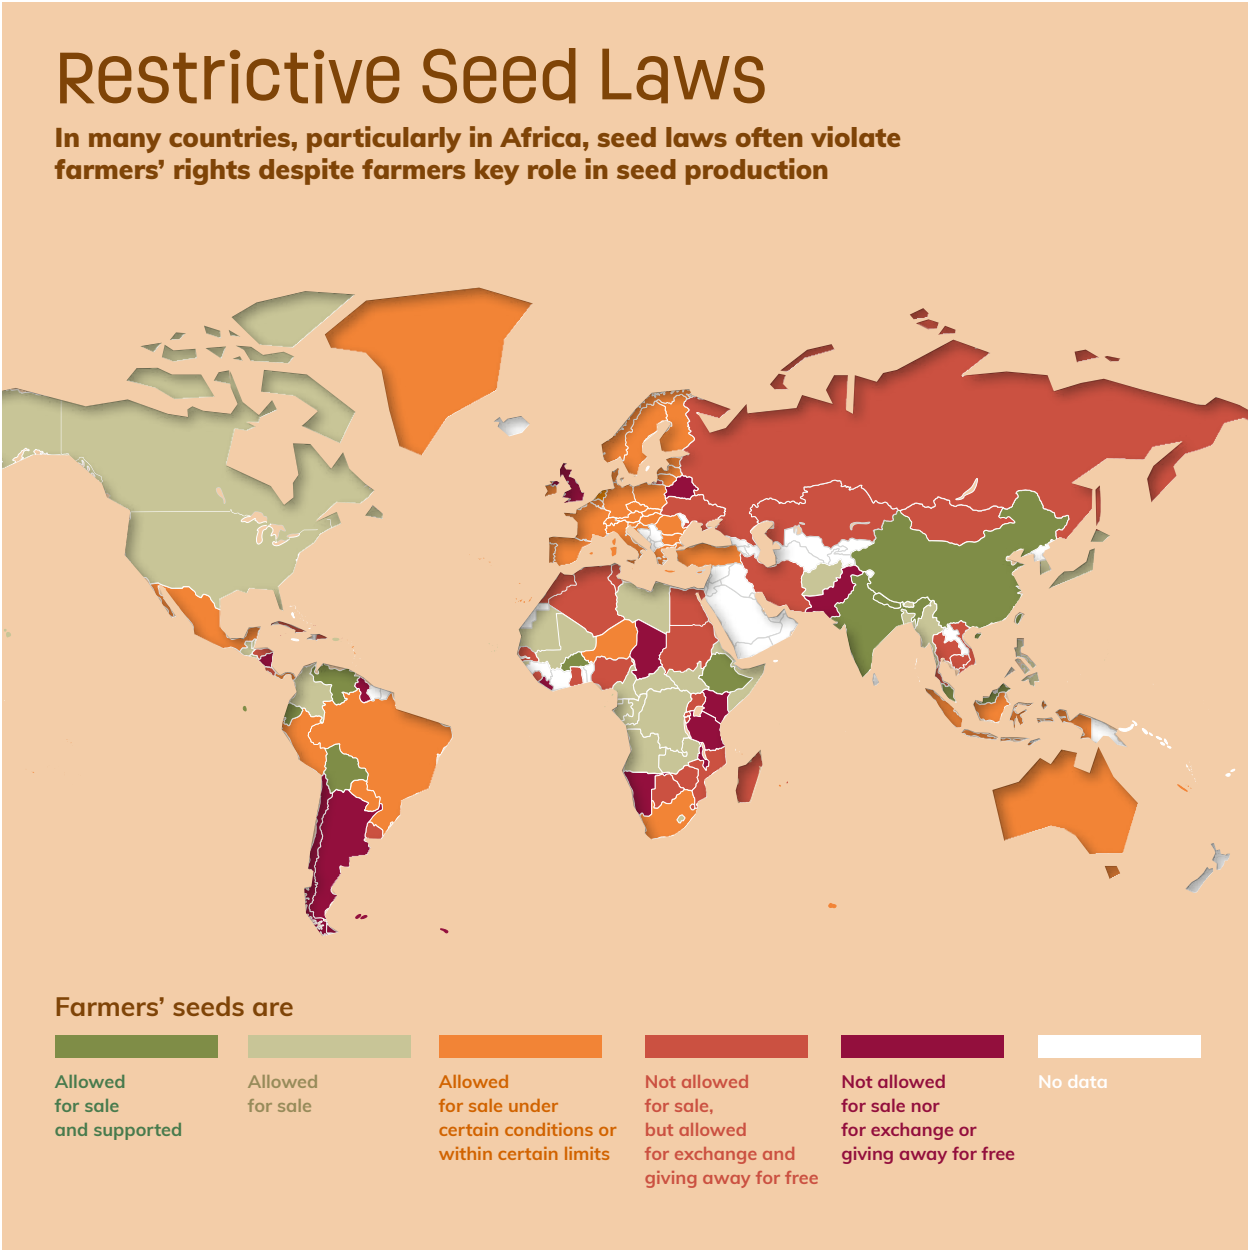 Restrictive Seed Laws
In many countries, particularly in Africa, seed laws often violate
farmers’ rights despite farmers key role in seed production
Farmers’ seeds are
Allowed
for sale
and supported
Allowed
for sale
Allowed
for sale under
certain conditions or
within certain limits
Not allowed
for sale,
but allowed
for exchange and
giving away for free
Not allowed
for sale nor
for exchange or
giving away for free
No data